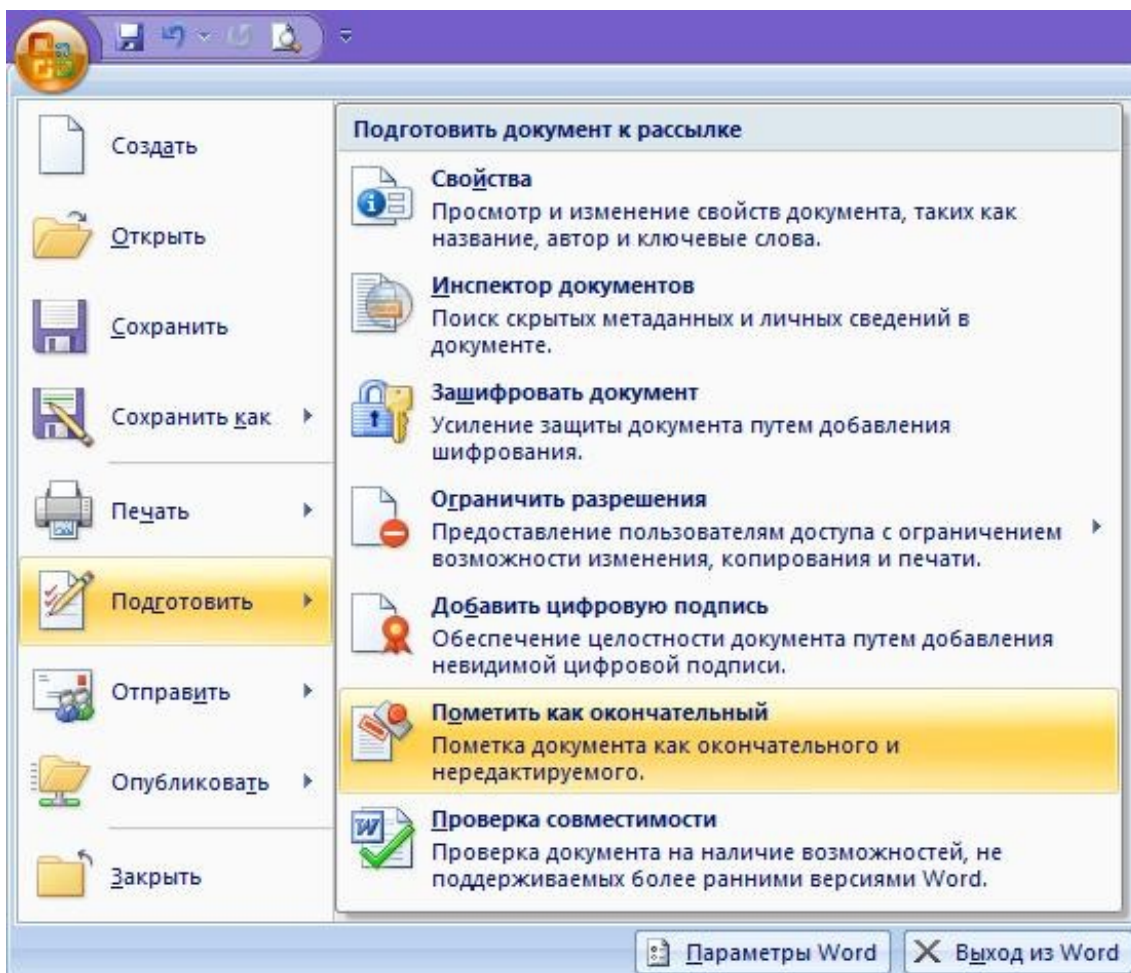 Создать
Открыть
Сохранить
Сохранить как
Печать
Подготовить
Отправить
Опубликовать
Закрыть
Подготовить документ к рассылке
Свойства
Просмотр и изменение свойств документа, таких как
название, автор и ключевые слова.
Инспектор документов
Поиск скрытых метаданных и личных сведений в
документе.
Зашифровать документ
Усиление защиты документа путем добавления
шифрования.
Ограничить разрешения
Предоставление пользователям доступа с ограничением
возможности изменения, копирования и печати.
Добавить цифровую подпись
Обеспечение целостности документа путем добавления
невидимой цифровой подписи.
Пометить как окончательный
Пометка документа как окончательного и
нередактируемого.
Проверка совместимости
Проверка документа на наличие возможностей, не
поддерживаемых более ранними версиями Word.
Параметры Word
Выход из Word